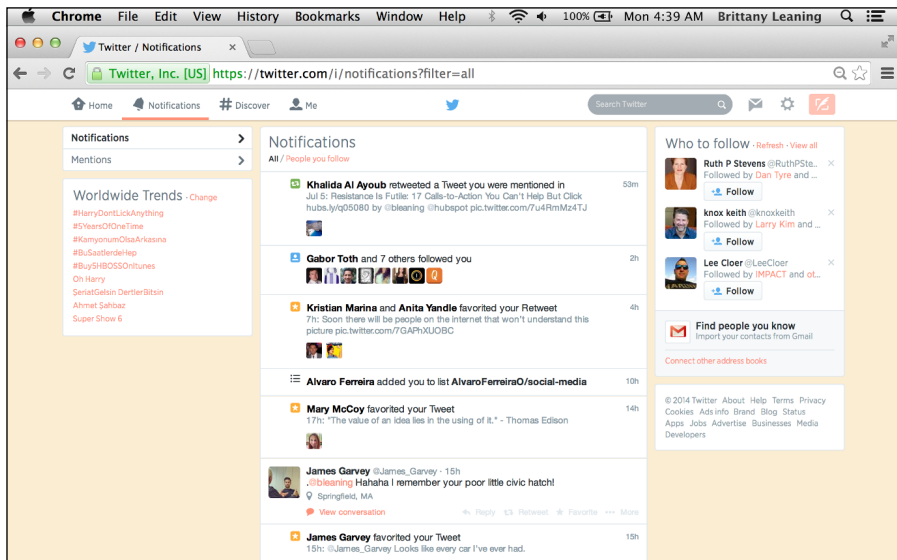 Chrome File Edit View History Bookmarks Window Help 100% Mon 4:39 AM Brittany Leaning
Twitter / Notifications
Twitter, Inc. [US] https://twitter.com/i/notifications?filter=all
Home Notifications # Discover Me Search Twitter
Notifications
Mentions
Worldwide Trends · Change
#HarryDontLickAnything
#5YearsOfOneTime
#KamyonumOlsaArkasına
#BuSaatlerdeHep
#Buy5HBOSSOnItunes
Oh Harry
SeriatGelsin DertlerBitsin
Ahmet Şahbaz
Super Show 6
Notifications
All / People you follow
Khalida Al Ayoub retweeted a Tweet you were mentioned in 53m
Jul 5: Resistance Is Futile: 17 Calls-to-Action You Can't Help But Click
hubs.ly/q05080 by @bleaning @hubspot pic.twitter.com/7u4RmMz4TJ
Gabor Toth and 7 others followed you 2h
Kristian Marina and Anita Yandle favorited your Retweet 4h
7h: Soon there will be people on the internet that won't understand this
picture pic.twitter.com/7GAPhXUOBC
Alvaro Ferreira added you to list AlvaroFerreiraO/social-media 10h
Mary McCoy favorited your Tweet 14h
17h: "The value of an idea lies in the using of it." - Thomas Edison
James Garvey @James_Garvey · 15h
.@bleaning Hahaha I remember your poor little civic hatch!
Springfield, MA
View conversation Reply Retweet Favorite ••• More
James Garvey favorited your Tweet 15h
15h: @James_Garvey Looks like every car I've ever had.
Who to follow · Refresh · View all
Ruth P Stevens @RuthPSte..
Followed by Dan Tyre and ...
Follow
knox keith @knoxkeith
Followed by Larry Kim and ...
Follow
Lee Cloer @LeeCloer
Followed by IMPACT and ot...
Follow
Find people you know
Import your contacts from Gmail
Connect other address books
© 2014 Twitter About Help Terms Privacy
Cookies Ads info Brand Blog Status
Apps Jobs Advertise Businesses Media
Developers